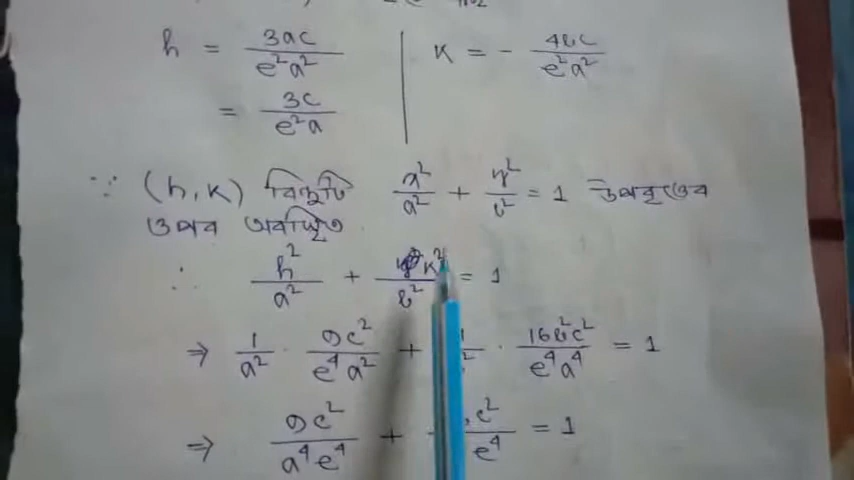 h = 3ac / e²a² | K = - 4bc / e²a²
= 3c / e²a
∵ (h, K) বিন্দুটি x²/a² + y²/b² = 1 উপবৃত্তের
উপর অবস্থিত
∴ h²/a² + K²/b² = 1
⇒ 1/a² · 9c²/e⁴a² + · 16b²c²/e⁴a⁴ = 1
⇒ 9c²/a⁴e⁴ + c²/e⁴ = 1